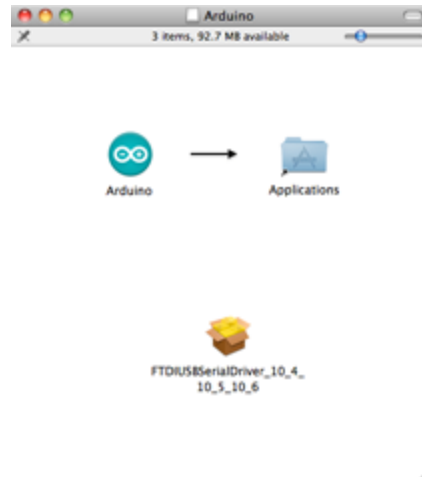 Arduino
3 items, 92.7 MB available
Arduino
Applications
FTDIUSBSerialDriver_10_4_
10_5_10_6